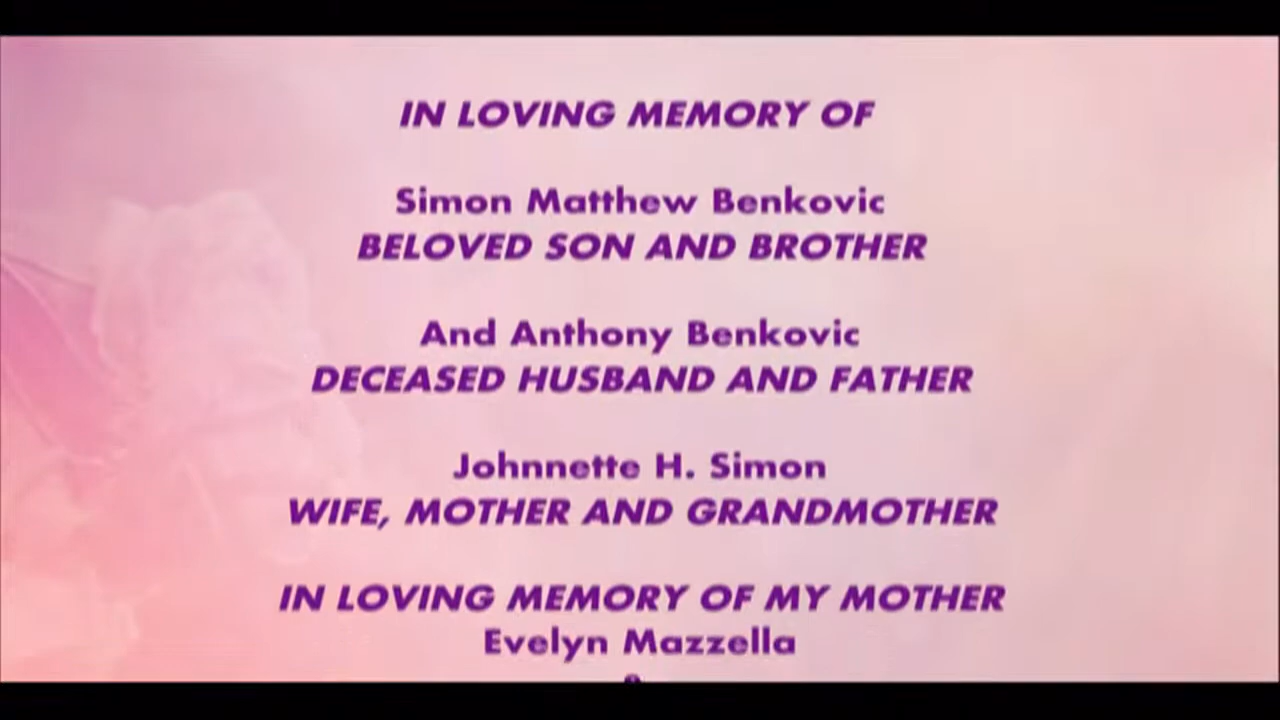 IN LOVING MEMORY OF
Simon Matthew Benkovic
BELOVED SON AND BROTHER
And Anthony Benkovic
DECEASED HUSBAND AND FATHER
Johnnette H. Simon
WIFE, MOTHER AND GRANDMOTHER
IN LOVING MEMORY OF MY MOTHER
Evelyn Mazzella